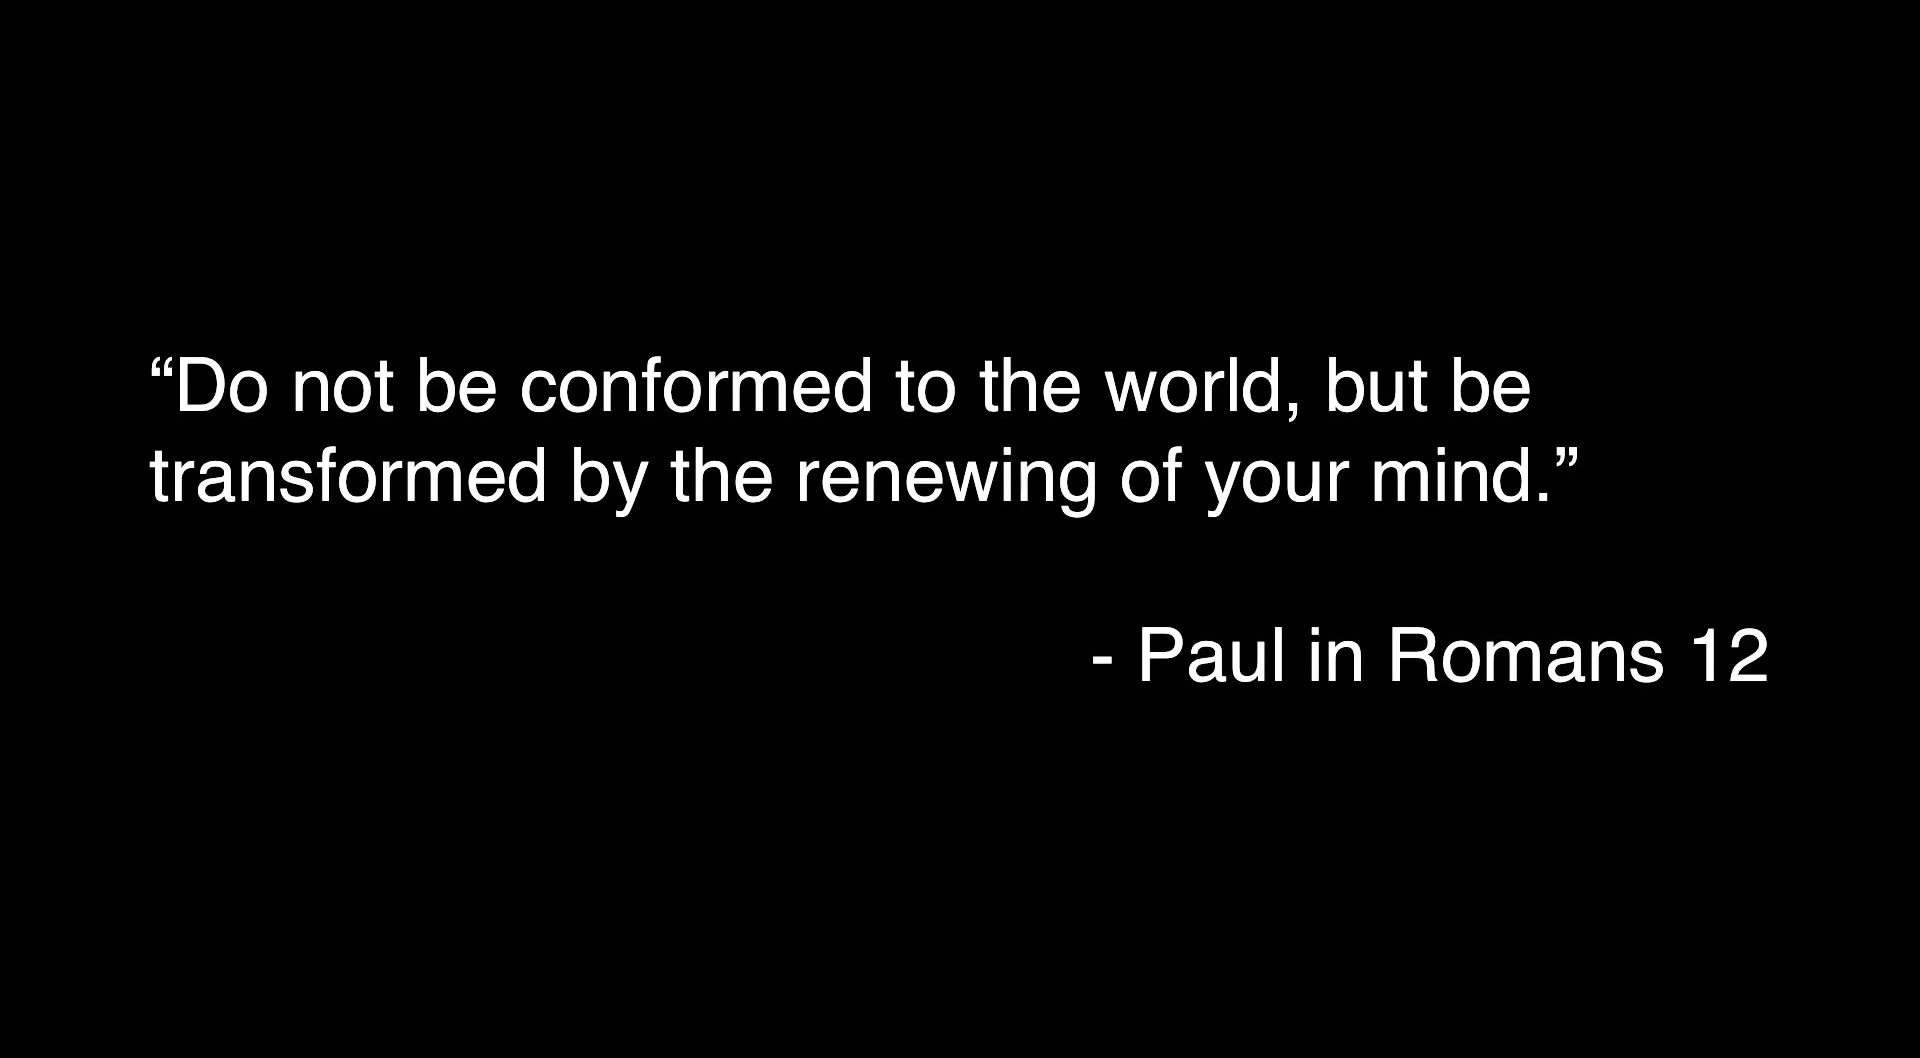 “Do not be conformed to the world, but be
transformed by the renewing of your mind.”
- Paul in Romans 12